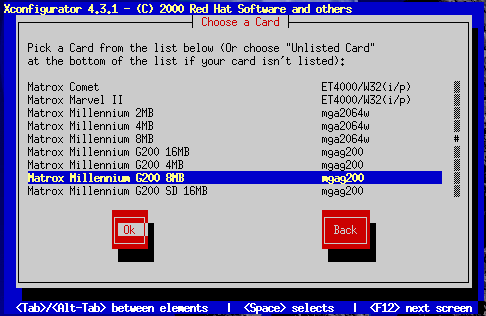 Xconfigurator 4.3.1 - (C) 2000 Red Hat Software and others
Choose a Card
Pick a Card from the list below (Or choose "Unlisted Card"
at the bottom of the list if your card isn't listed):
Matrox Comet ET4000/W32(i/p)
Matrox Marvel II ET4000/W32(i/p)
Matrox Millennium 2MB mga2064w
Matrox Millennium 4MB mga2064w
Matrox Millennium 8MB mga2064w #
Matrox Millennium G200 16MB mgag200
Matrox Millennium G200 4MB mgag200
Matrox Millennium G200 8MB mgag200
Matrox Millennium G200 SD 16MB mgag200
Ok Back
<Tab>/<Alt-Tab> between elements | <Space> selects | <F12> next screen